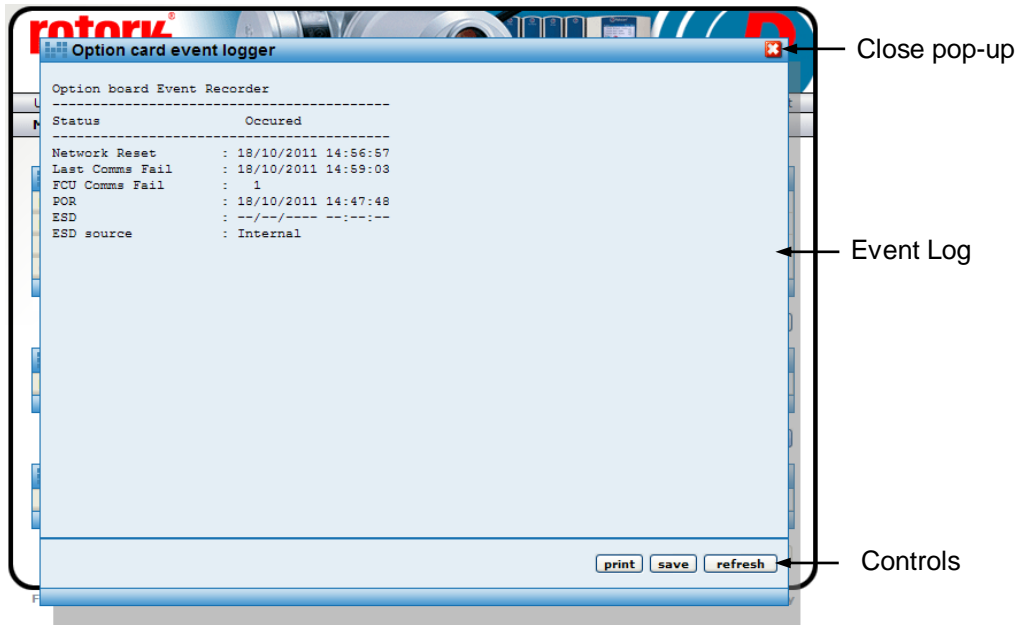 rotork®
Option card event logger
Close pop-up
Option board Event Recorder
------------------------------------------
Status Occured
------------------------------------------
Network Reset : 18/10/2011 14:56:57
Last Comms Fail : 18/10/2011 14:59:03
FCU Comms Fail : 1
POR : 18/10/2011 14:47:48
ESD : --/--/---- --:--:--
ESD source : Internal
Event Log
print save refresh
Controls